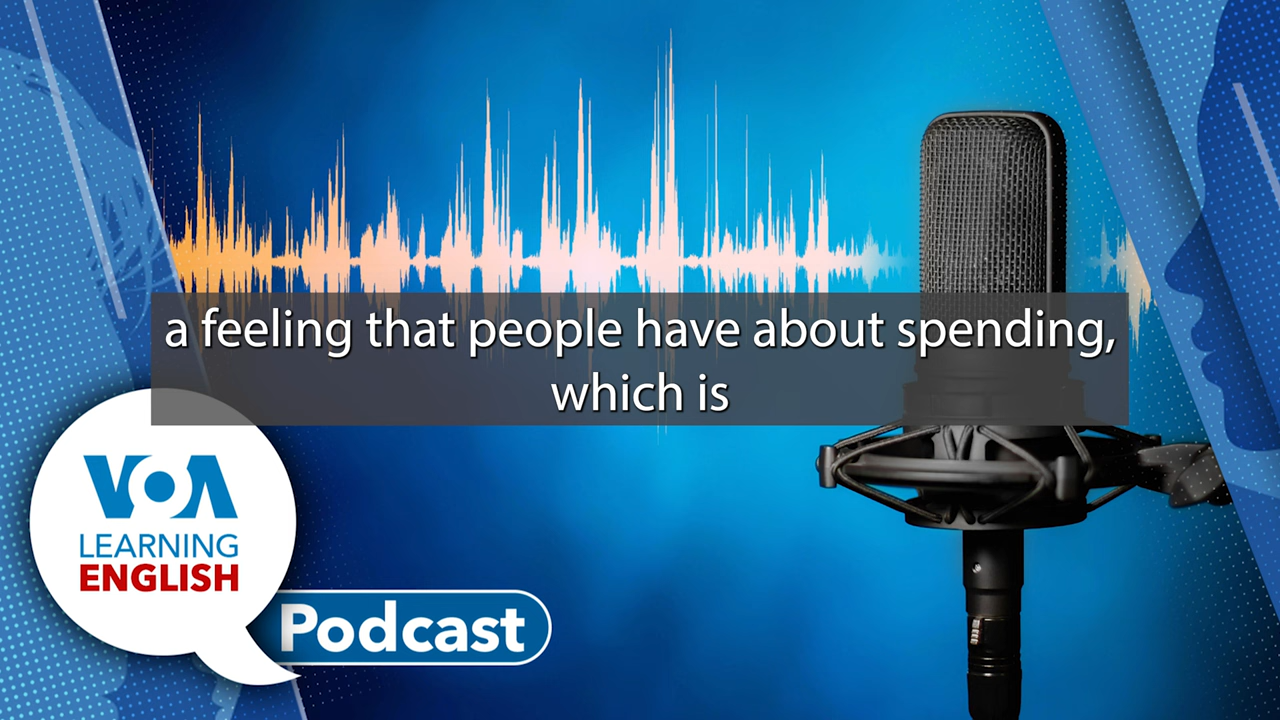 a feeling that people have about spending,
which is
VOA
LEARNING
ENGLISH
Podcast